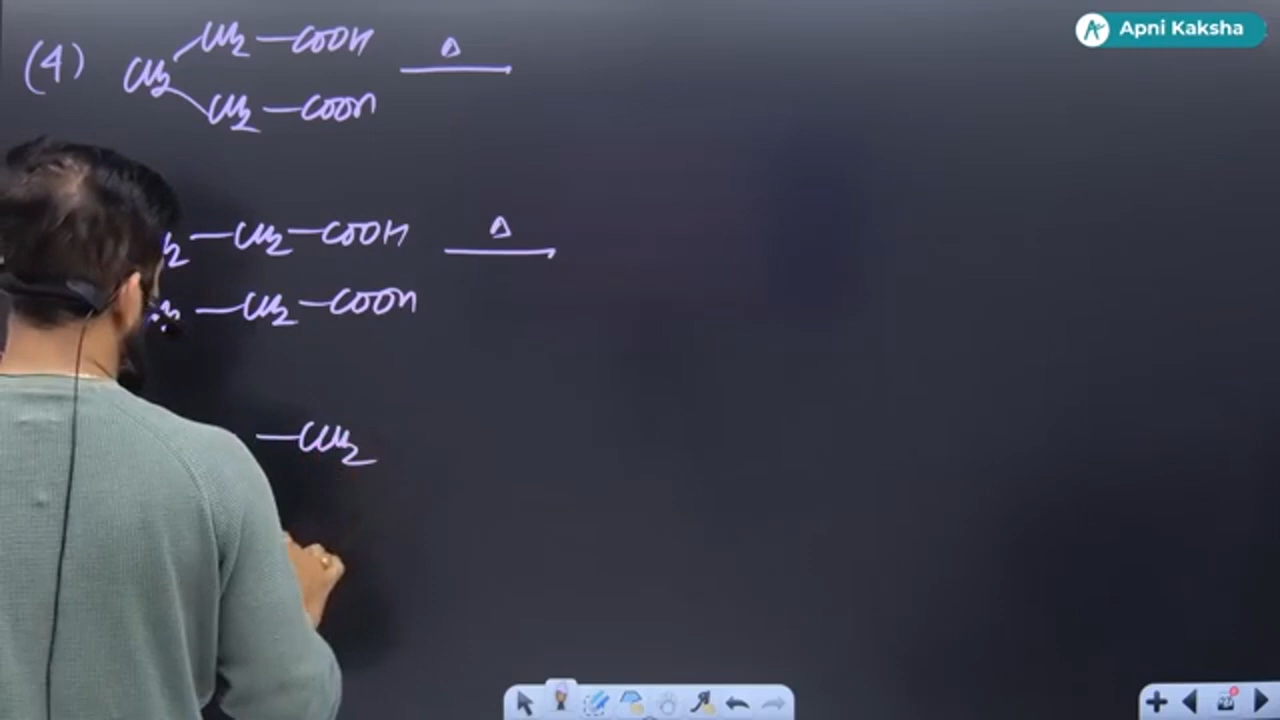 Apni Kaksha
CH2 —COOH Δ
(4) CH2
CH2 —COOH
—CH2 —COOH Δ
—CH2 —COOH
—CH2